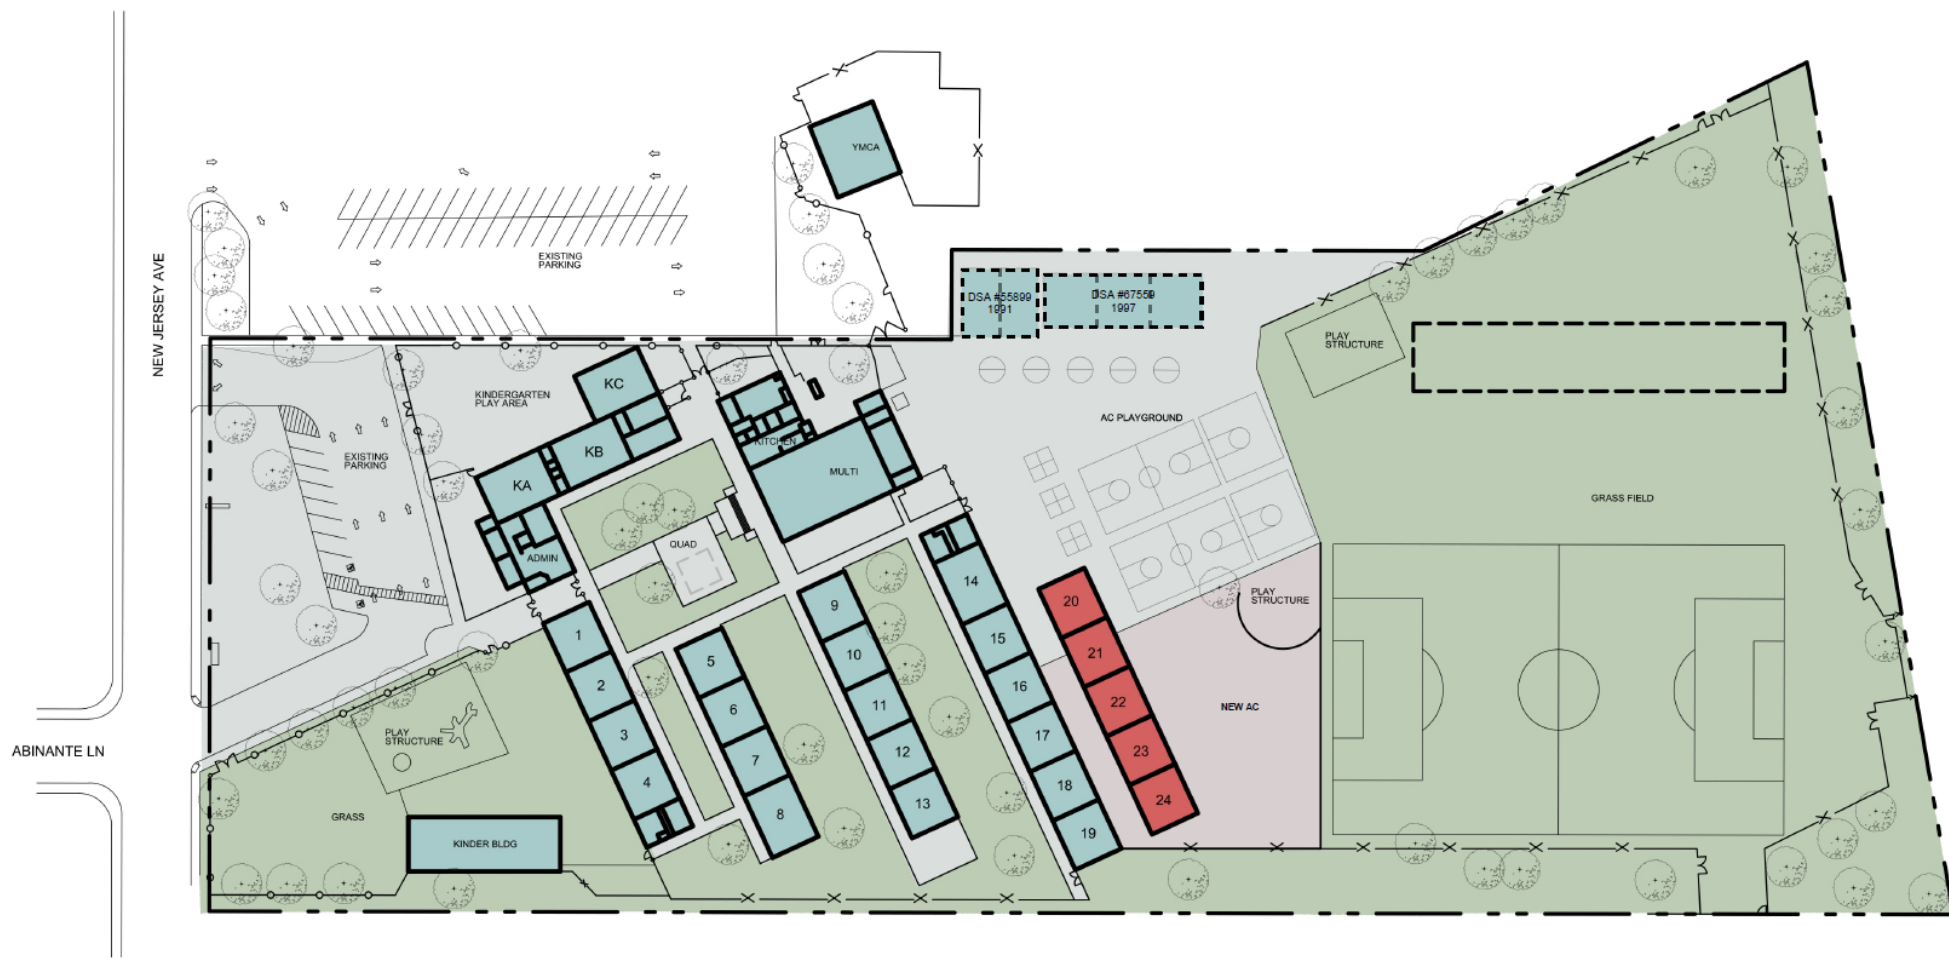 YMCA
NEW JERSEY AVE
EXISTING
PARKING
DSA #55899
1991
DSA #67559
1997
PLAY
STRUCTURE
KC
KINDERGARTEN
PLAY AREA
AC PLAYGROUND
KITCHEN
KB
EXISTING
PARKING
MULTI
KA
GRASS FIELD
QUAD
ADMIN
14
PLAY
STRUCTURE
20
9
1
15
21
10
5
2
16
22
11
NEW AC
6
3
17
PLAY
STRUCTURE
23
12
ABINANTE LN
7
4
18
24
13
GRASS
8
19
KINDER BLDG